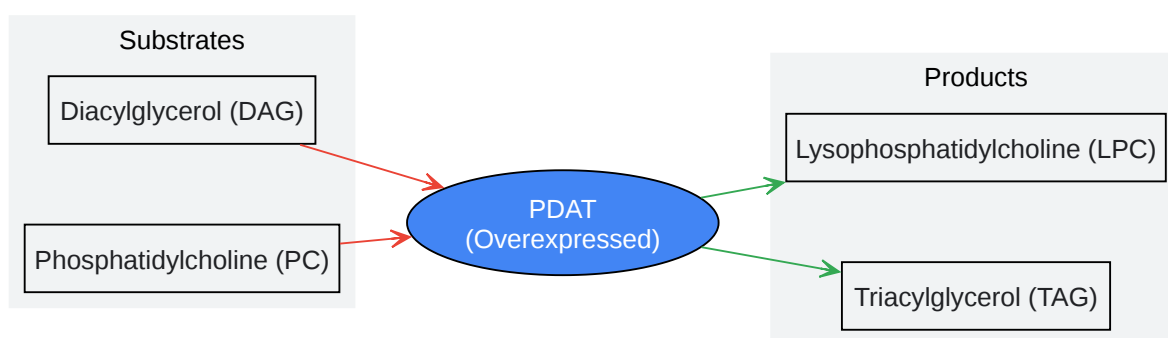 Substrates
Diacylglycerol (DAG)
Phosphatidylcholine (PC)
PDAT
(Overexpressed)
Products
Lysophosphatidylcholine (LPC)
Triacylglycerol (TAG)